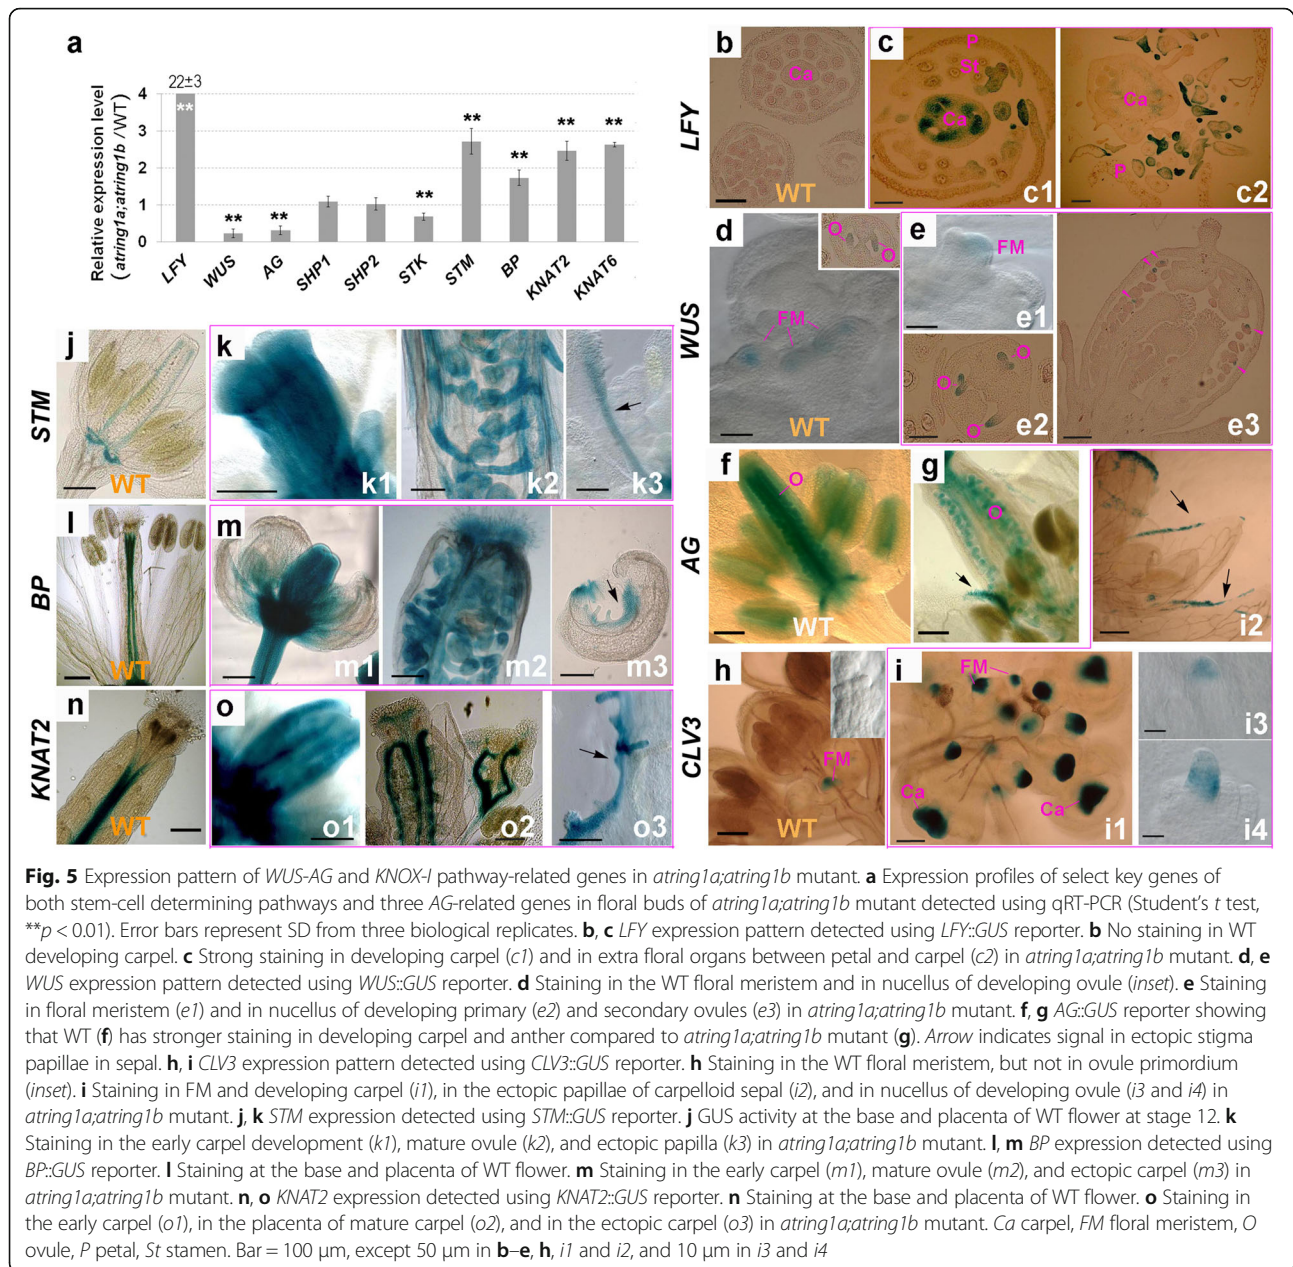 a
22±3
Relative expression level
(atring1a;atring1b /WT)
4
3
2
1
0
**
**
**
**
**
**
**
**
LFY
WUS
AG
SHP1
SHP2
STK
STM
BP
KNAT2
KNAT6
LFY
b
Ca
WT
c
P
St
Ca
c1
Ca
P
c2
WUS
d
O
O
FM
WT
e
FM
e1
O
O
O
e2
e3
STM
j
WT
k
k1
k2
k3
BP
l
WT
m
m1
m2
m3
KNAT2
n
WT
o
o1
o2
o3
AG
f
O
WT
g
O
i2
CLV3
h
FM
WT
i
FM
Ca
Ca
i1
i3
i4
Fig. 5 Expression pattern of WUS-AG and KNOX-I pathway-related genes in atring1a;atring1b mutant. a Expression profiles of select key genes of
both stem-cell determining pathways and three AG-related genes in floral buds of atring1a;atring1b mutant detected using qRT-PCR (Student's t test,
**p < 0.01). Error bars represent SD from three biological replicates. b, c LFY expression pattern detected using LFY::GUS reporter. b No staining in WT
developing carpel. c Strong staining in developing carpel (c1) and in extra floral organs between petal and carpel (c2) in atring1a;atring1b mutant. d, e
WUS expression pattern detected using WUS::GUS reporter. d Staining in the WT floral meristem and in nucellus of developing ovule (inset). e Staining
in floral meristem (e1) and in nucellus of developing primary (e2) and secondary ovules (e3) in atring1a;atring1b mutant. f, g AG::GUS reporter showing
that WT (f) has stronger staining in developing carpel and anther compared to atring1a;atring1b mutant (g). Arrow indicates signal in ectopic stigma
papillae in sepal. h, i CLV3 expression pattern detected using CLV3::GUS reporter. h Staining in the WT floral meristem, but not in ovule primordium
(inset). i Staining in FM and developing carpel (i1), in the ectopic papillae of carpelloid sepal (i2), and in nucellus of developing ovule (i3 and i4) in
atring1a;atring1b mutant. j, k STM expression detected using STM::GUS reporter. j GUS activity at the base and placenta of WT flower at stage 12. k
Staining in the early carpel development (k1), mature ovule (k2), and ectopic papilla (k3) in atring1a;atring1b mutant. l, m BP expression detected using
BP::GUS reporter. l Staining at the base and placenta of WT flower. m Staining in the early carpel (m1), mature ovule (m2), and ectopic carpel (m3) in
atring1a;atring1b mutant. n, o KNAT2 expression detected using KNAT2::GUS reporter. n Staining at the base and placenta of WT flower. o Staining in
the early carpel (o1), in the placenta of mature carpel (o2), and in the ectopic carpel (o3) in atring1a;atring1b mutant. Ca carpel, FM floral meristem, O
ovule, P petal, St stamen. Bar = 100 μm, except 50 μm in b–e, h, i1 and i2, and 10 μm in i3 and i4